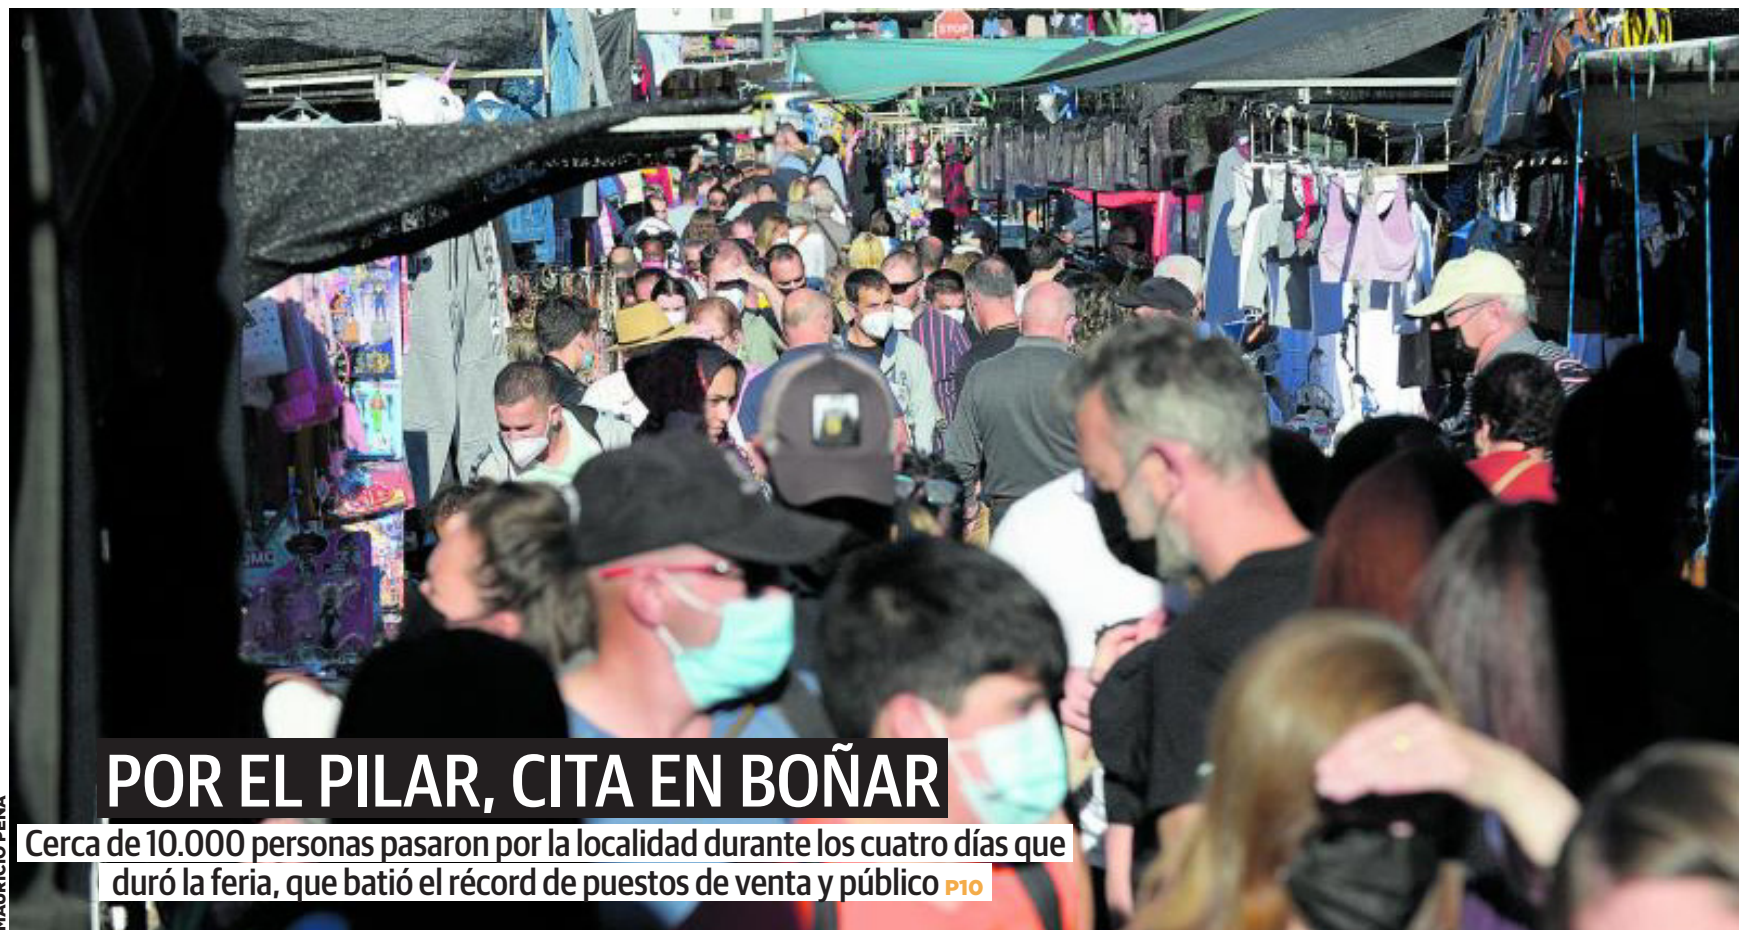 STOP
POR EL PILAR, CITA EN BOÑAR
Cerca de 10.000 personas pasaron por la localidad durante los cuatro días que
duró la feria, que batió el récord de puestos de venta y público P10
MAURICIO PEÑA